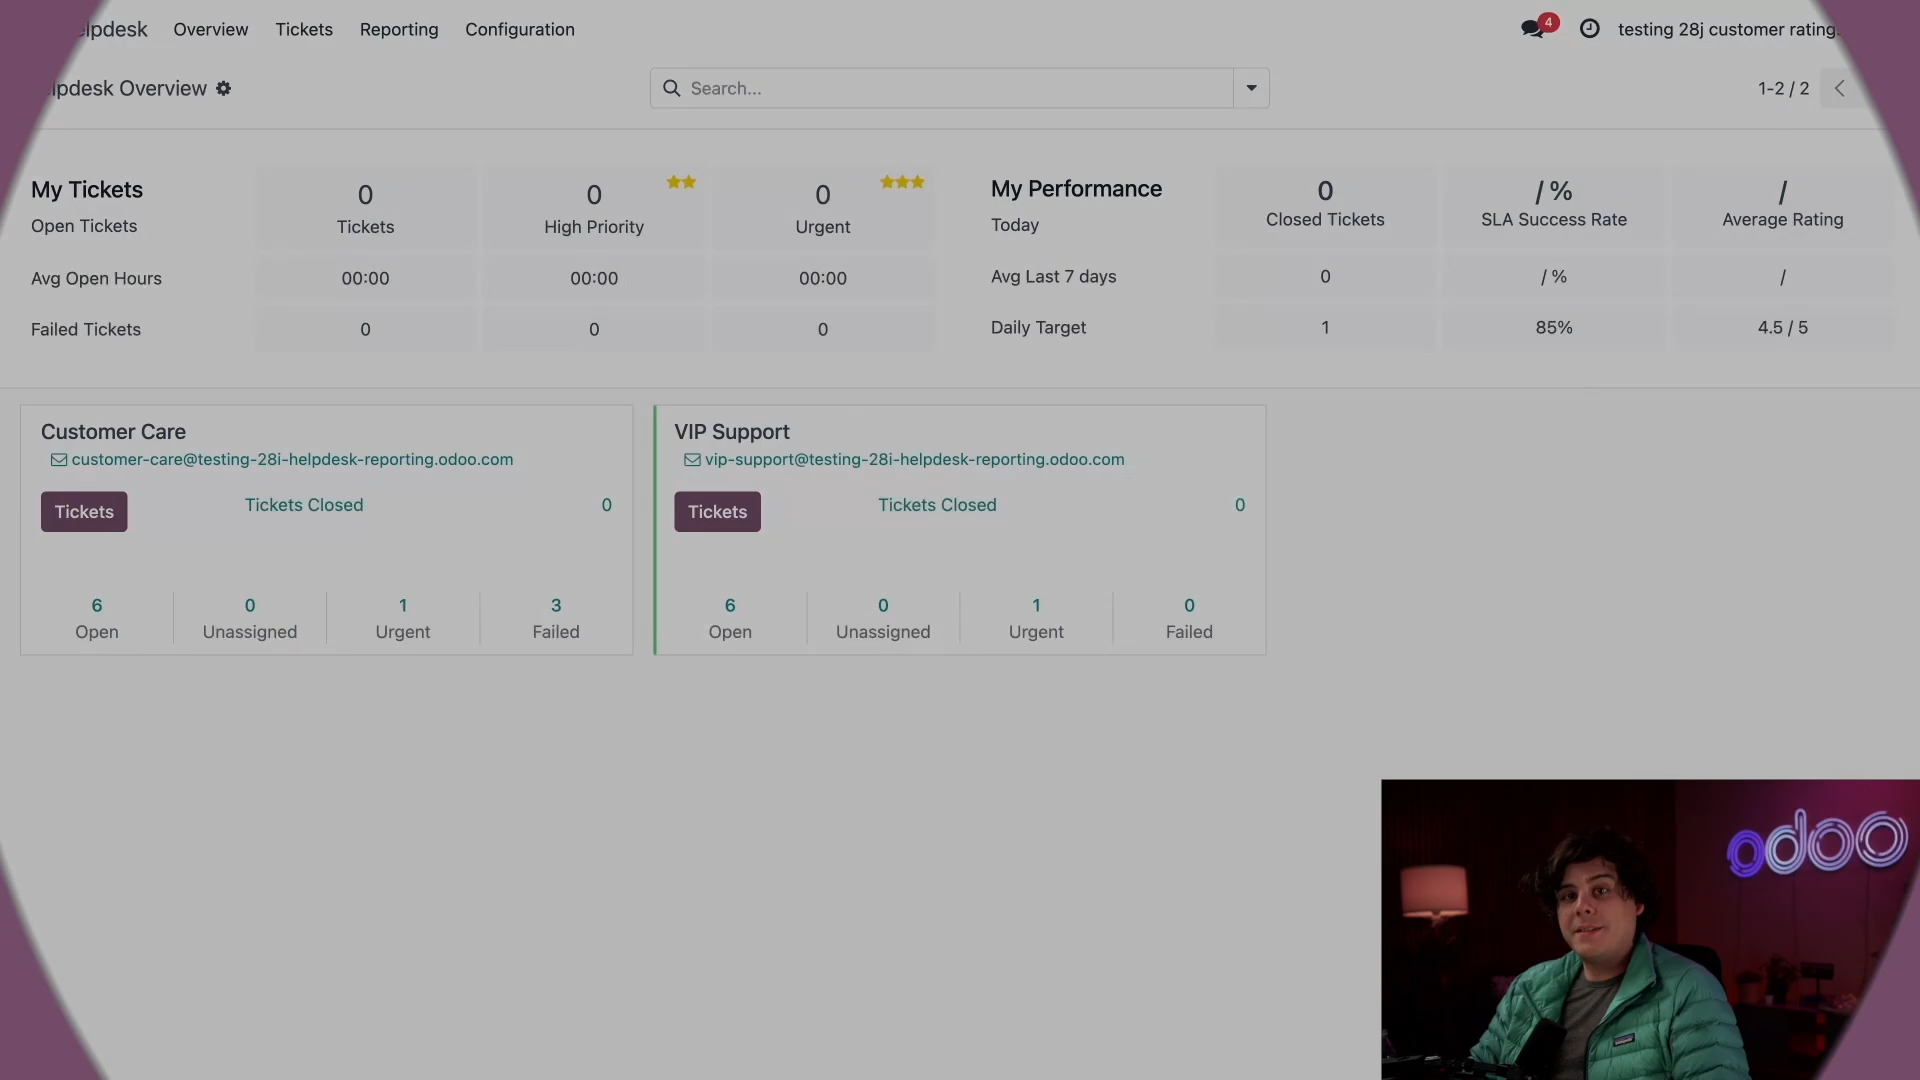 elpdesk Overview Tickets Reporting Configuration 4 testing 28j customer rating
lpdesk Overview Search... 1-2 / 2
My Tickets 0 0 0 My Performance 0 / % /
Open Tickets Tickets High Priority Urgent Today Closed Tickets SLA Success Rate Average Rating
Avg Open Hours 00:00 00:00 00:00 Avg Last 7 days 0 / % /
Failed Tickets 0 0 0 Daily Target 1 85% 4.5 / 5
Customer Care
customer-care@testing-28i-helpdesk-reporting.odoo.com
Tickets Tickets Closed 0
6 0 1 3
Open Unassigned Urgent Failed
VIP Support
vip-support@testing-28i-helpdesk-reporting.odoo.com
Tickets Tickets Closed 0
6 0 1 0
Open Unassigned Urgent Failed
odoo